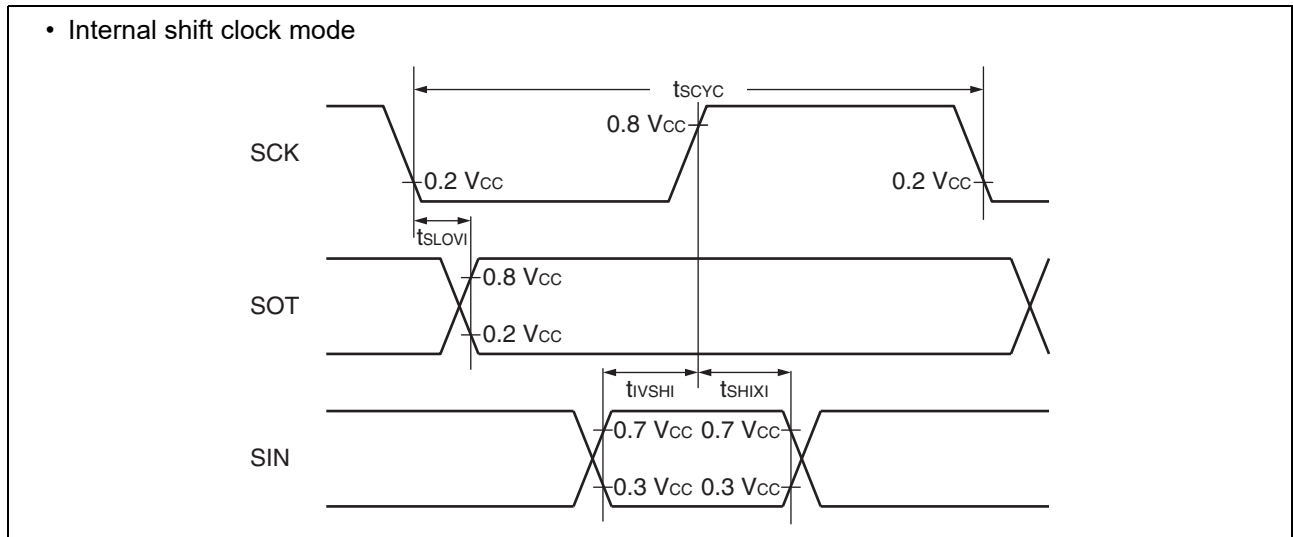 • Internal shift clock mode
tSCYC
0.8 VCC
SCK
0.2 VCC
0.2 VCC
tSLOVI
0.8 VCC
SOT
0.2 VCC
tIVSHI
tSHIXI
0.7 VCC
0.7 VCC
SIN
0.3 VCC
0.3 VCC